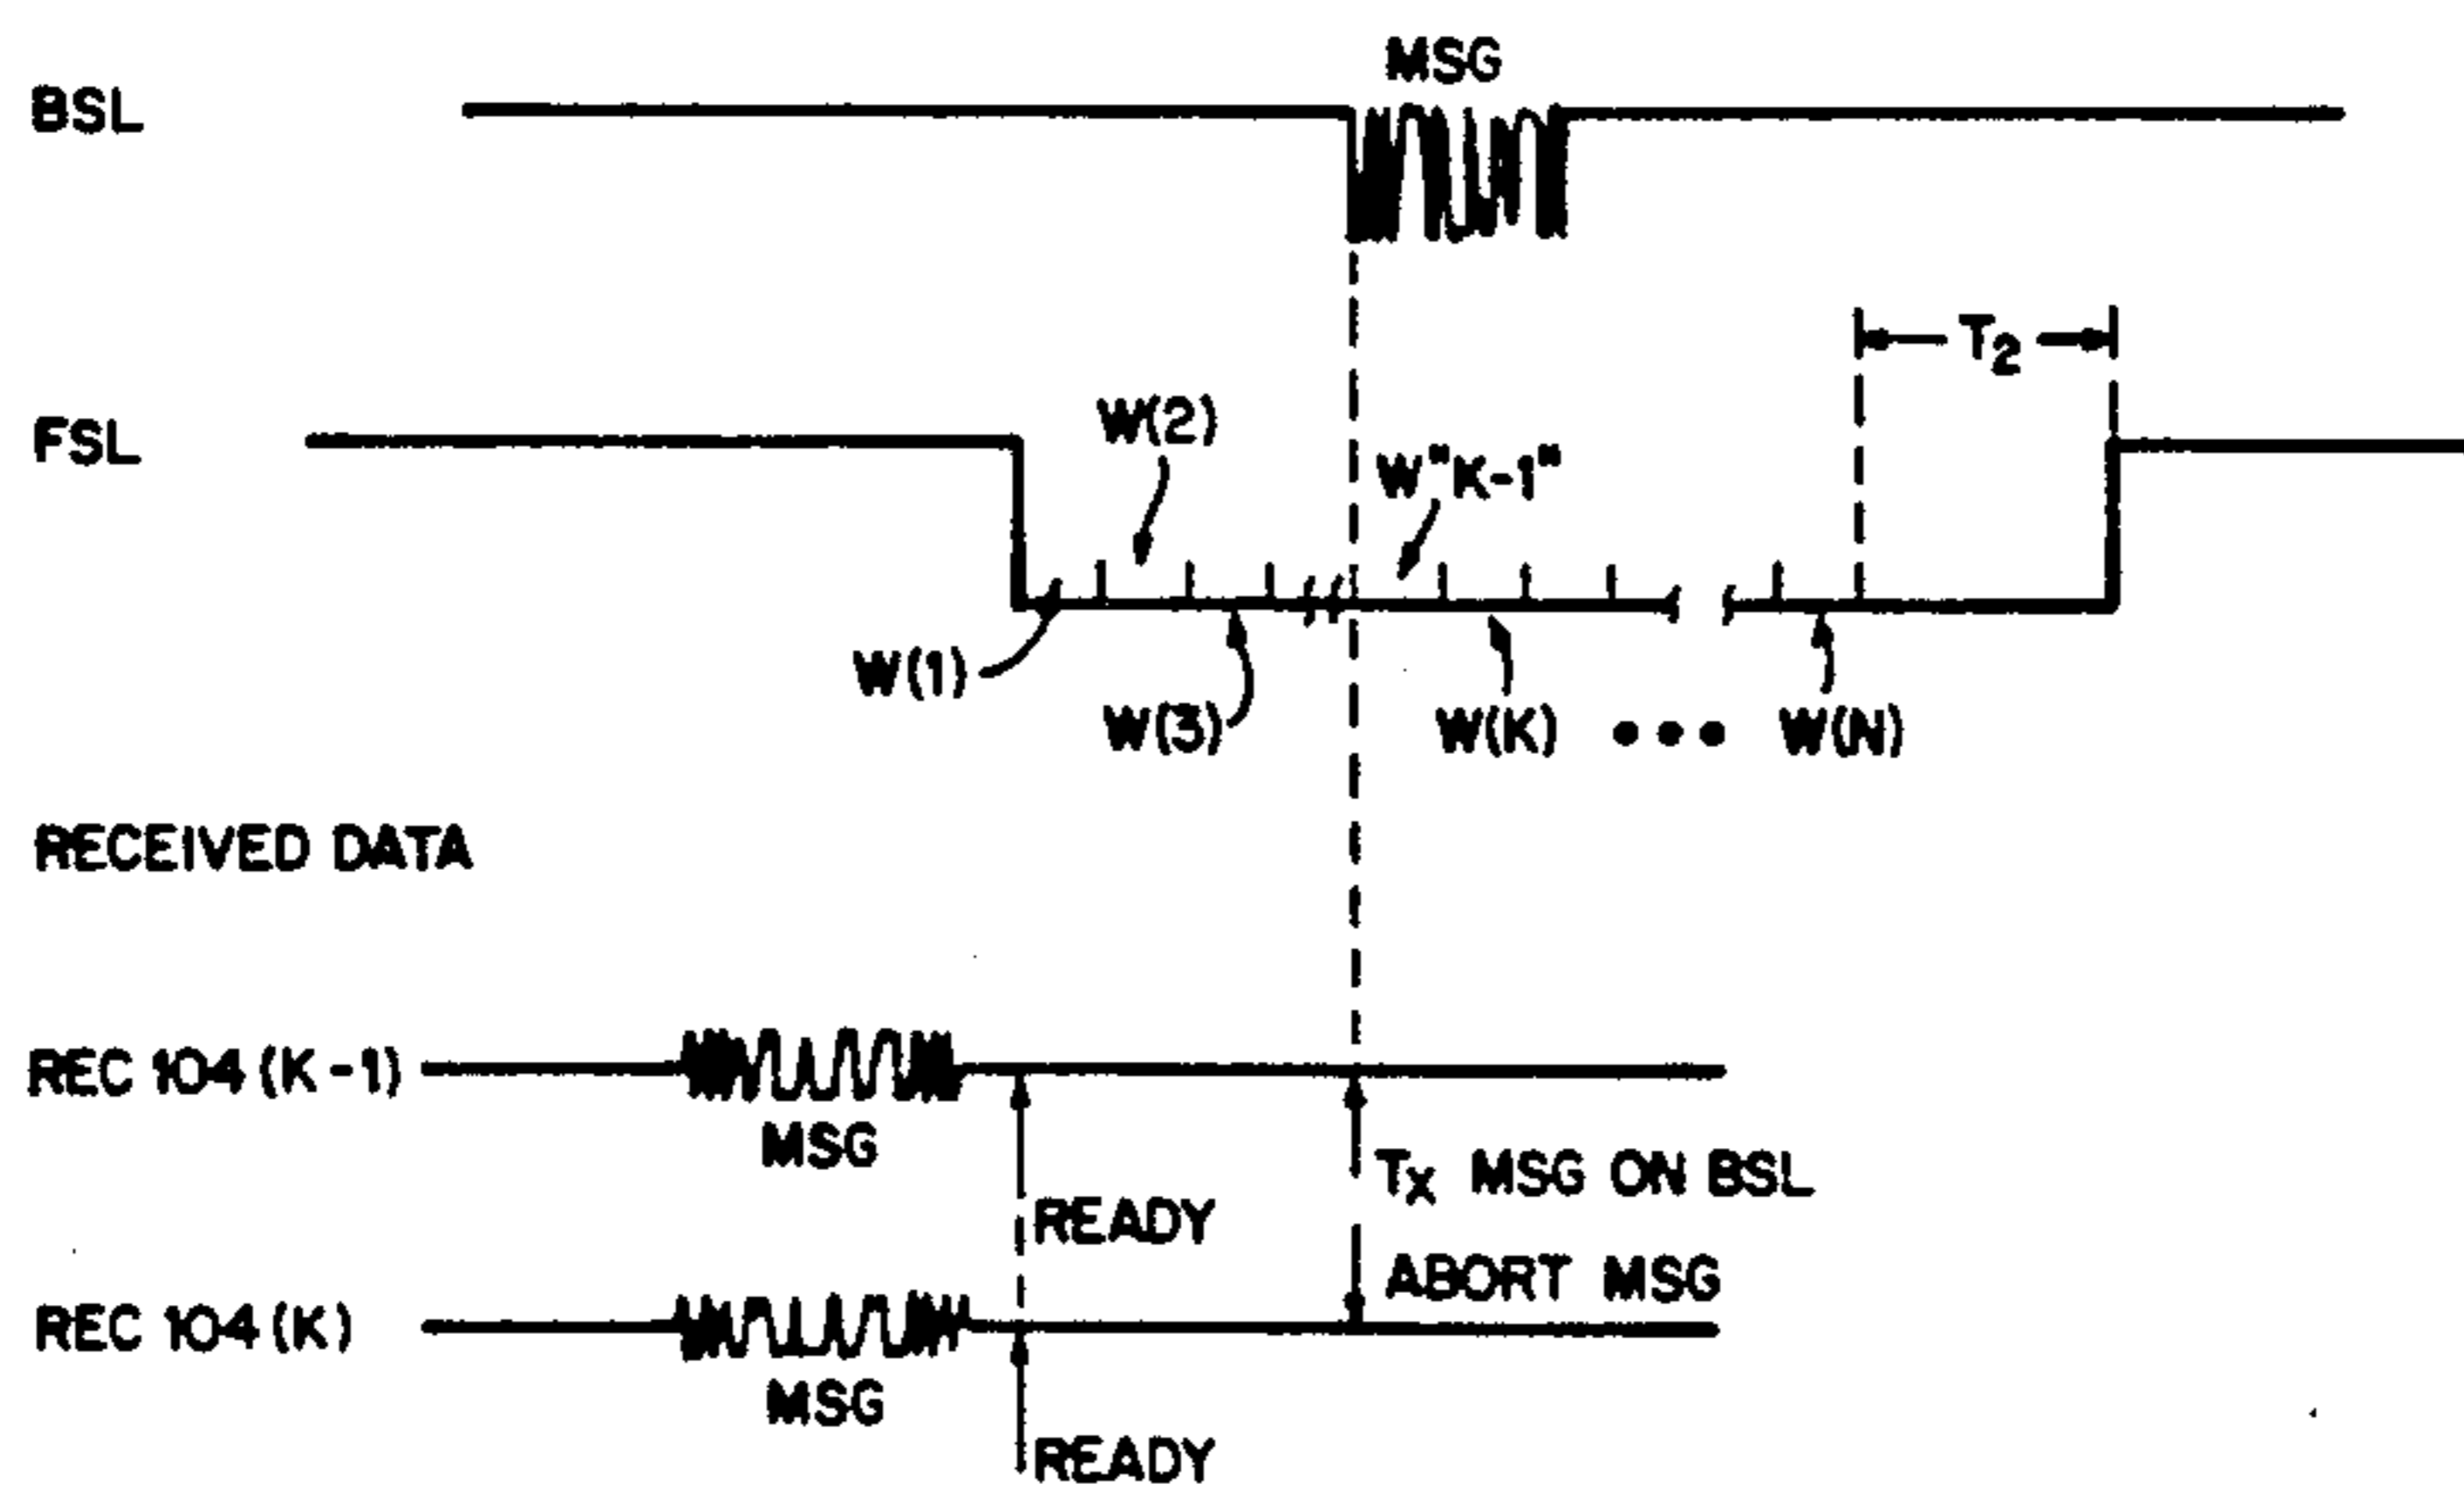 MSG
BSL
T2
W(2)
FSL
W"K-1"
W(1)
W(3)
W(K) ••• W(N)
RECEIVED DATA
REC 104 (K-1)
MSG
TX MSG ON BSL
READY
ABORT MSG
REC 104 (K)
MSG
READY